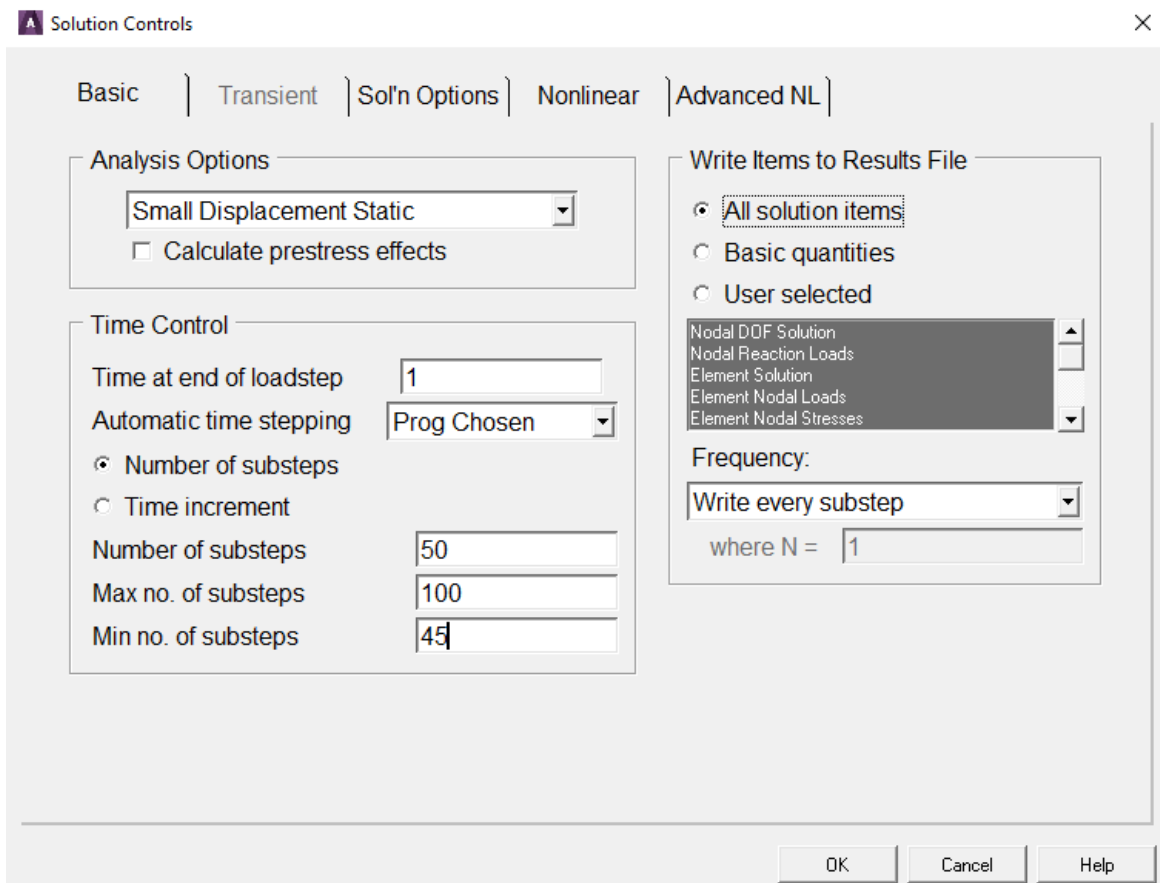 A Solution Controls
Basic Transient Sol'n Options Nonlinear Advanced NL
Analysis Options
Small Displacement Static
Calculate prestress effects
Time Control
Time at end of loadstep 1
Automatic time stepping Prog Chosen
Number of substeps
Time increment
Number of substeps 50
Max no. of substeps 100
Min no. of substeps 45
Write Items to Results File
All solution items
Basic quantities
User selected
Nodal DOF Solution
Nodal Reaction Loads
Element Solution
Element Nodal Loads
Element Nodal Stresses
Frequency:
Write every substep
where N = 1
OK Cancel Help